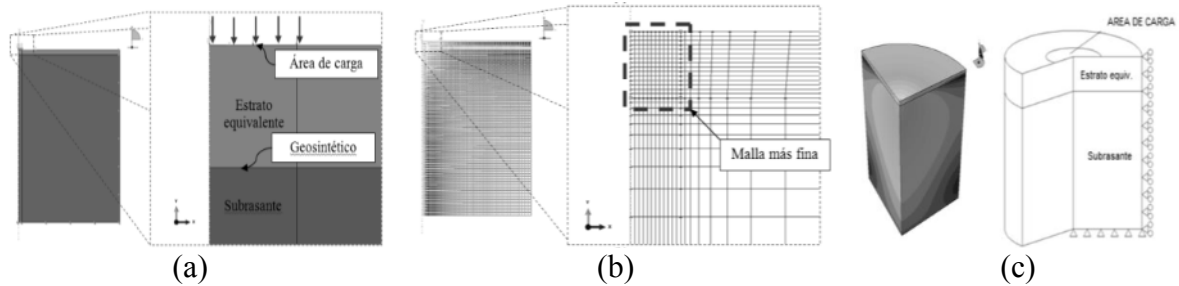 Área de carga
Estrato
equivalente
Geosintético
Subrasante
Malla más fina
AREA DE CARGA
Estrato equiv.
Subrasante
(a)
(b)
(c)